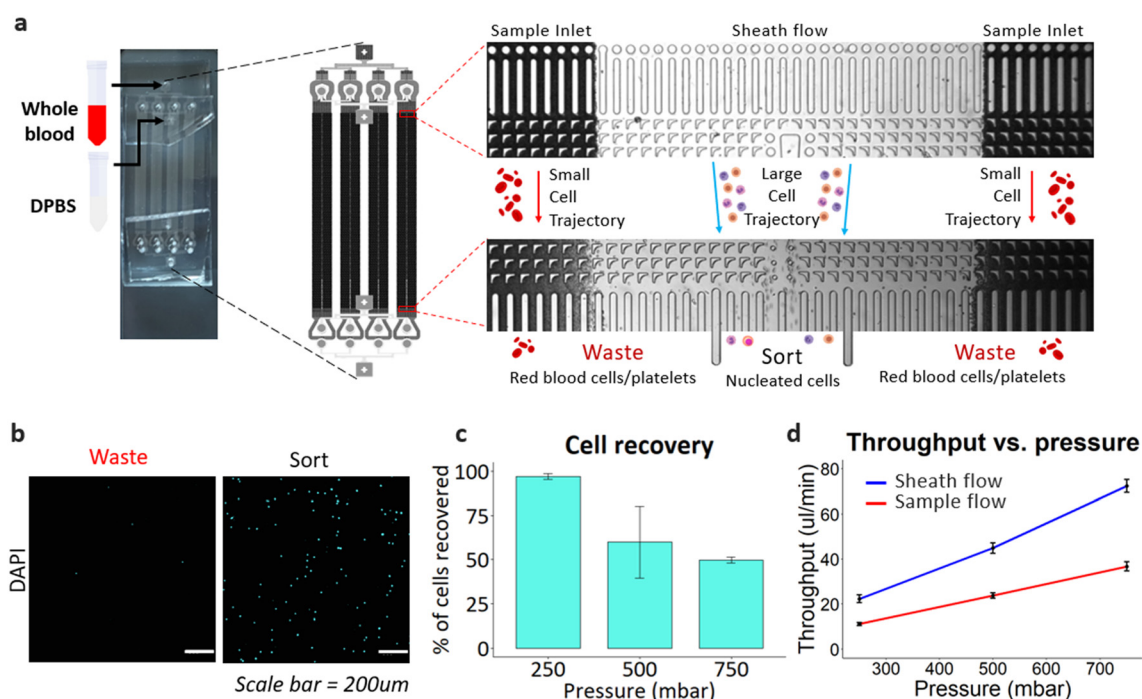 a
Sample Inlet
Sheath flow
Sample Inlet
Whole
blood
DPBS
Small
Cell
Trajectory
Large
Cell
Trajectory
Small
Cell
Trajectory
Waste
Red blood cells/platelets
Sort
Nucleated cells
Waste
Red blood cells/platelets
b
Waste
Sort
DAPI
Scale bar = 200um
c
Cell recovery
% of cells recovered
100
75
50
25
0
250
500
750
Pressure (mbar)
d
Throughput vs. pressure
Throughput (ul/min)
80
60
40
20
0
Sheath flow
Sample flow
300
400
500
600
700
Pressure (mbar)